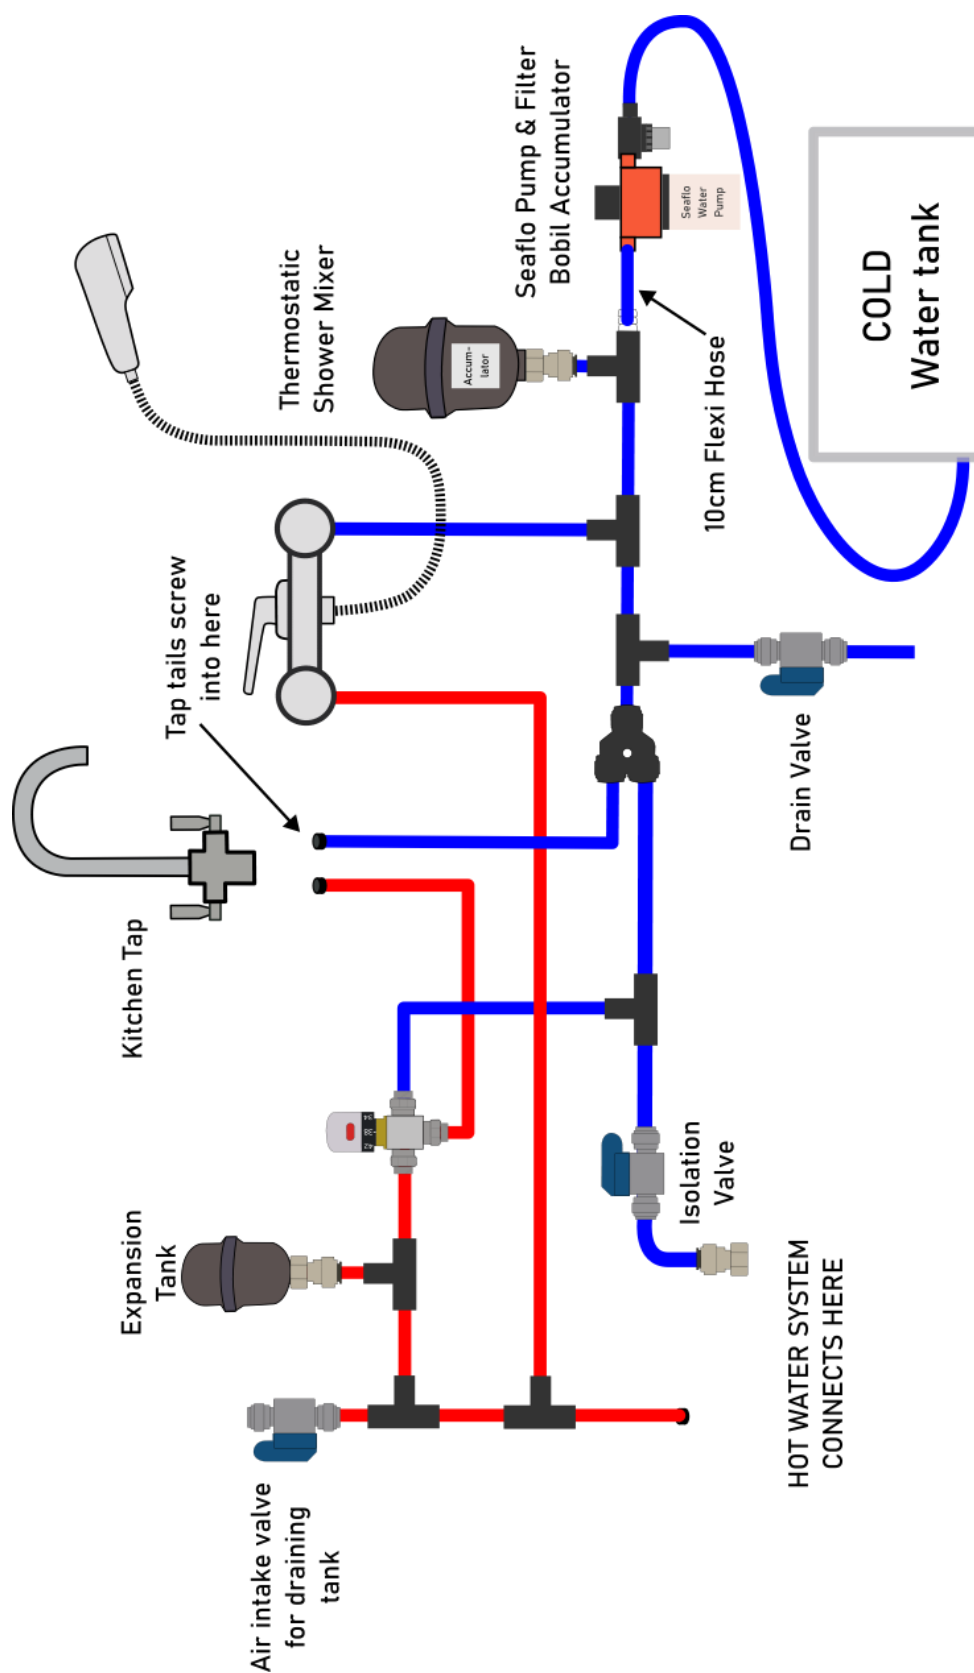 Air intake valve
for draining
tank
Expansion
Tank
Kitchen Tap
Tap tails screw
into here
Thermostatic
Shower Mixer
Accum-
lator
Seaflo Pump & Filter
Bobil Accumulator
Seaflo
Water
Pump
10cm Flexi Hose
COLD
Water tank
Drain Valve
Isolation
Valve
HOT WATER SYSTEM
CONNECTS HERE